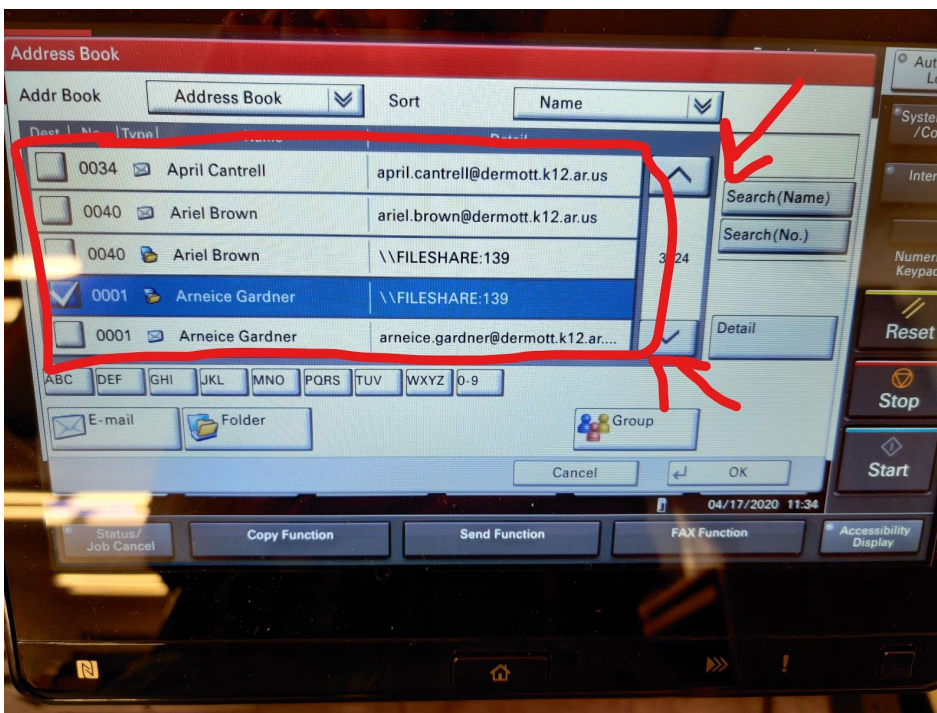 Address Book
Addr Book Address Book Sort Name
Dest No. Type Name Detail
0034 April Cantrell april.cantrell@dermott.k12.ar.us
0040 Ariel Brown ariel.brown@dermott.k12.ar.us
0040 Ariel Brown \\FILESHARE:139
0001 Arneice Gardner \\FILESHARE:139
0001 Arneice Gardner arneice.gardner@dermott.k12.ar....
Search(Name)
Search(No.)
Detail
ABC DEF GHI JKL MNO PQRS TUV WXYZ 0-9
E-mail Folder Group
Cancel OK
04/17/2020 11:34
Status/
Job Cancel
Copy Function Send Function FAX Function
Accessibility
Display
Reset
Stop
Start
N